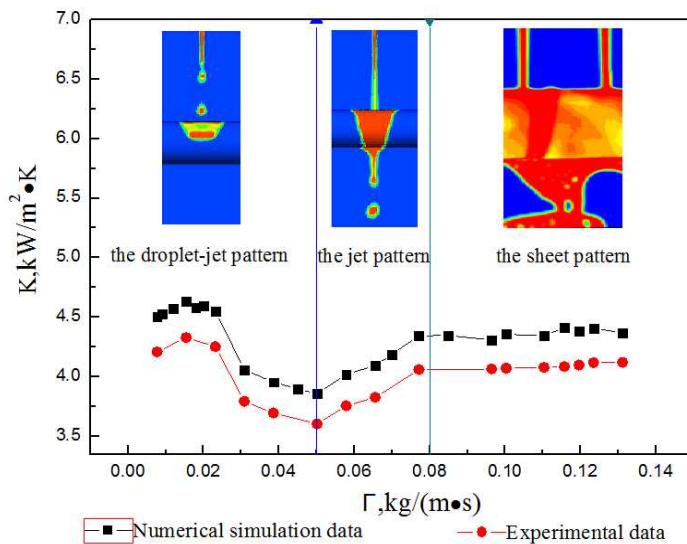 7.0
6.5
6.0
5.5
5.0
4.5
4.0
3.5
K,kW/m²•K
the droplet-jet pattern
the jet pattern
the sheet pattern
0.00 0.02 0.04 0.06 0.08 0.10 0.12 0.14
Γ,kg/(m•s)
Numerical simulation data
Experimental data